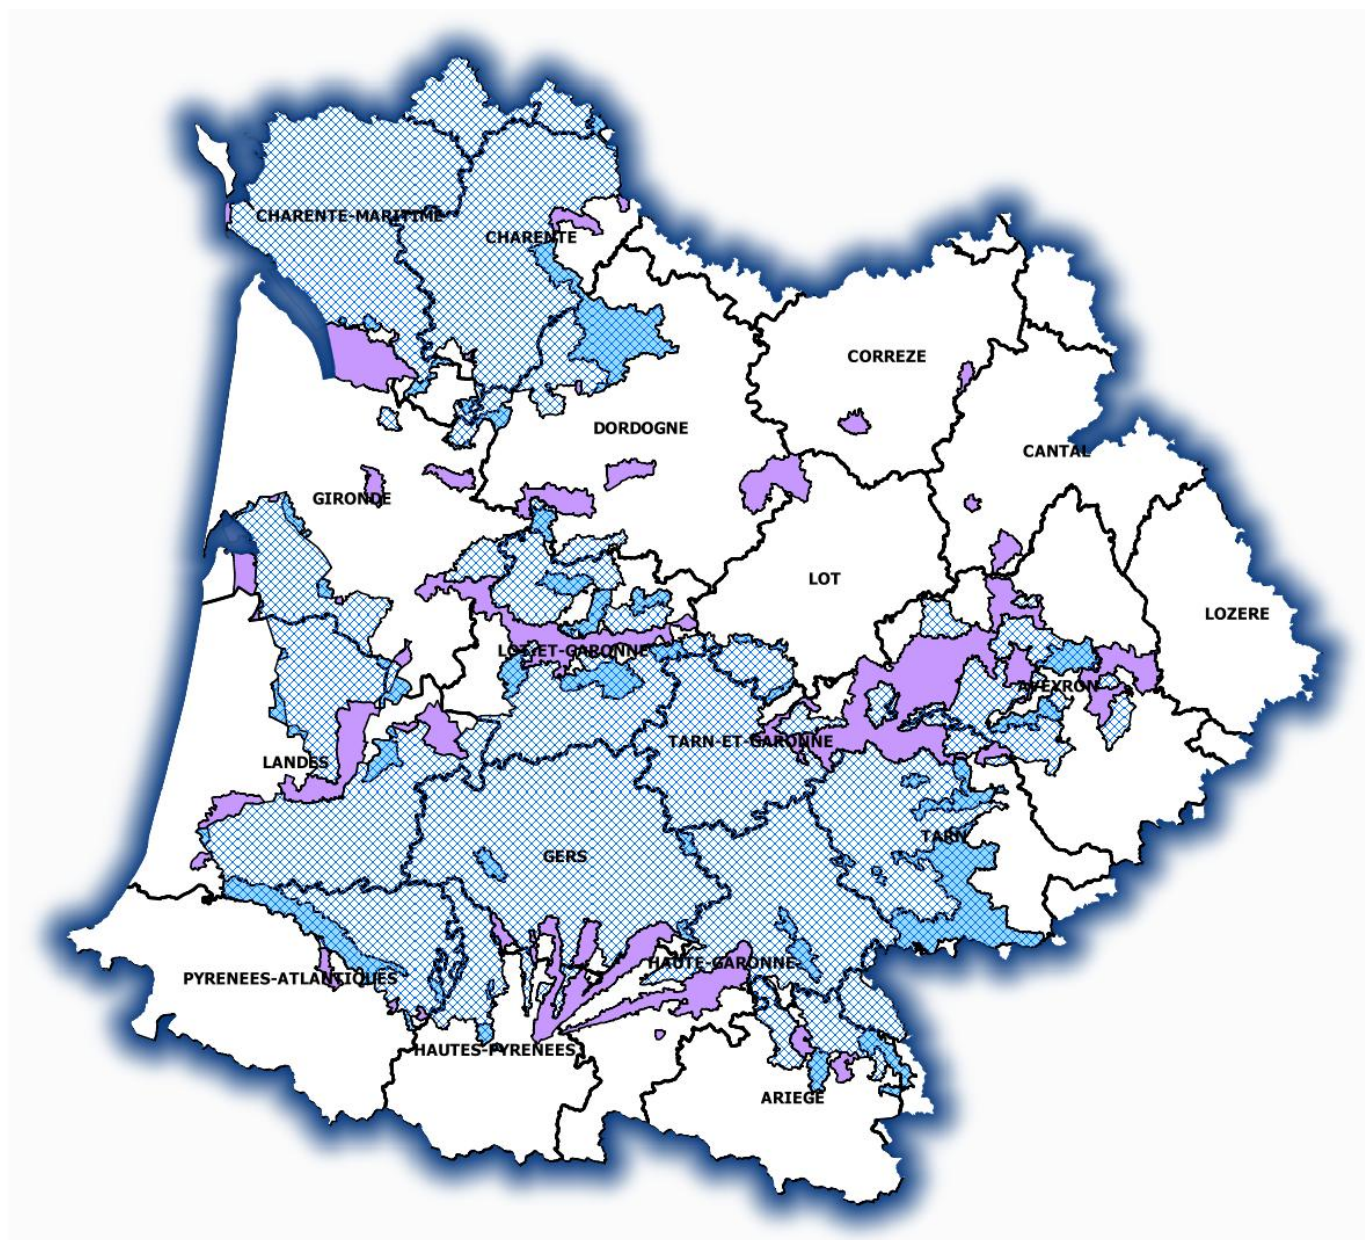 CHARENTE-MARITIME
CHARENTE
CORREZE
DORDOGNE
CANTAL
GIRONDE
LOT
LOZERE
LOT-ET-GARONNE
AVEYRON
TARN-ET-GARONNE
LANDES
TARN
GERS
HAUTE-GARONNE
PYRENEES-ATLANTIQUES
HAUTES-PYRENEES
ARIEGE